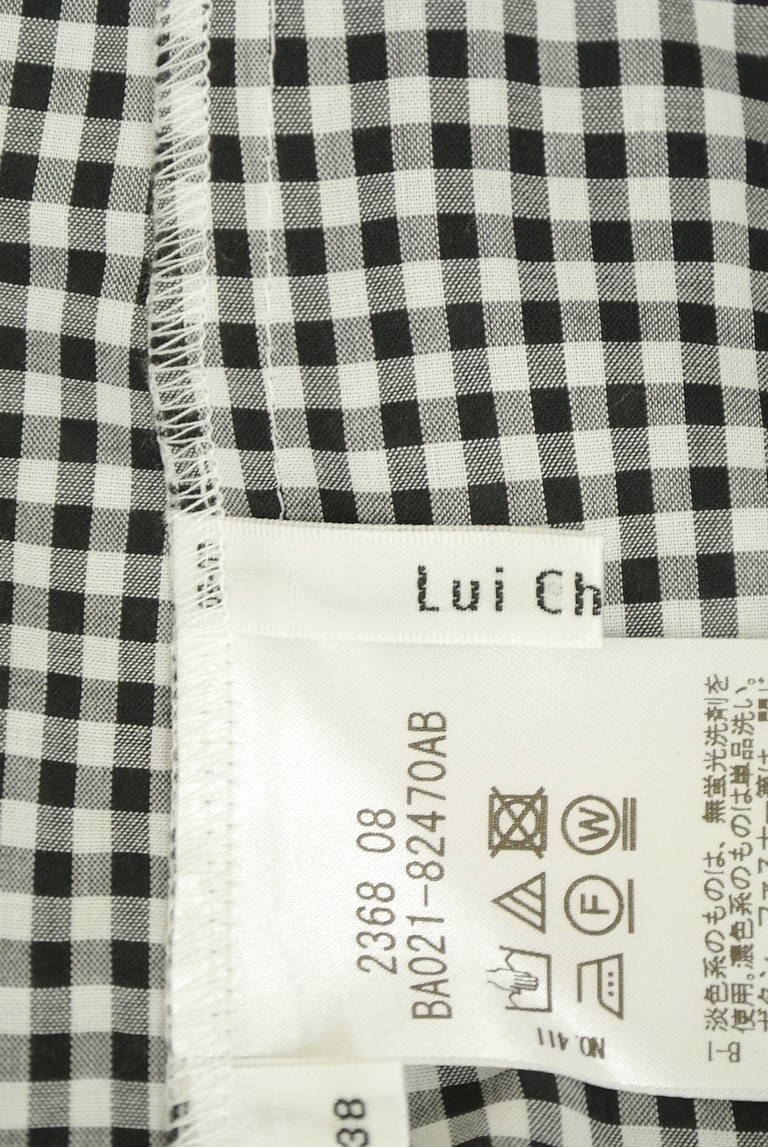 Lui Ch
2368 08
BA021-82470AB
W
F
NO.411
淡色系のものは、無蛍光洗剤を
使用。濃色系のものは単品洗い。
38